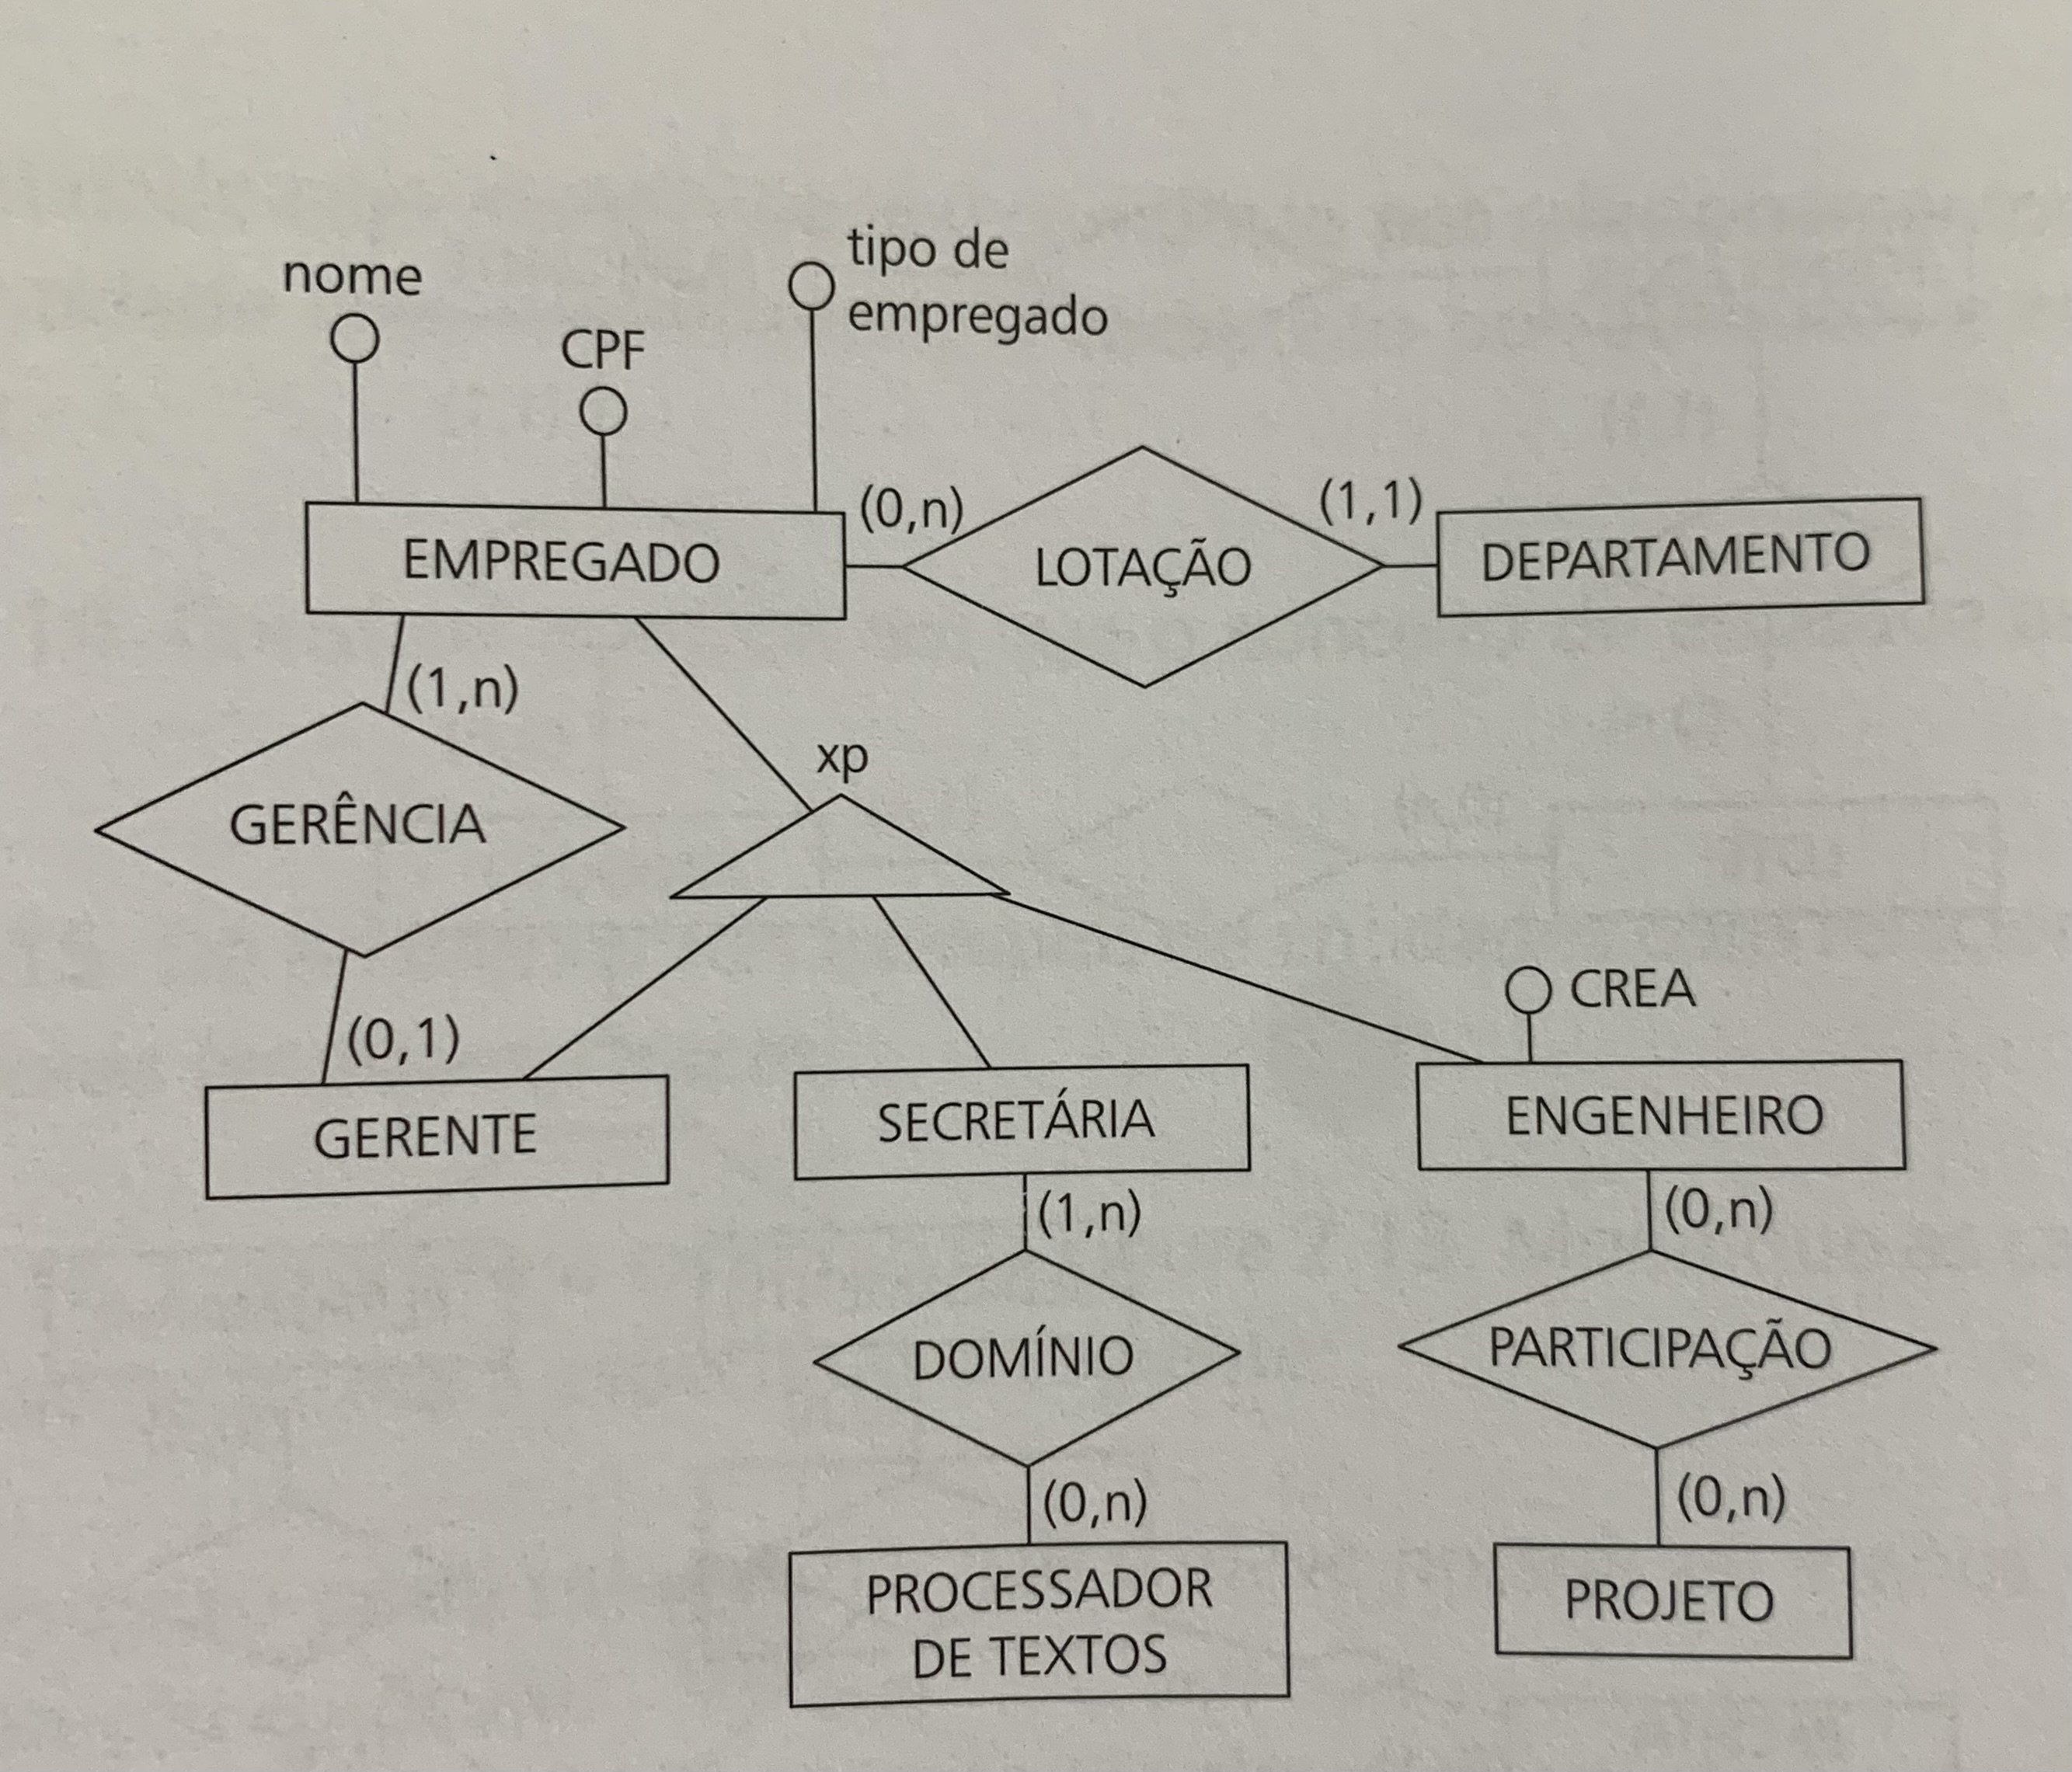 nome
CPF
tipo de
empregado
EMPREGADO
(0,n)
LOTAÇÃO
(1,1)
DEPARTAMENTO
(1,n)
GERÊNCIA
(0,1)
xp
GERENTE
SECRETÁRIA
CREA
ENGENHEIRO
(1,n)
DOMÍNIO
(0,n)
PROCESSADOR
DE TEXTOS
(0,n)
PARTICIPAÇÃO
(0,n)
PROJETO